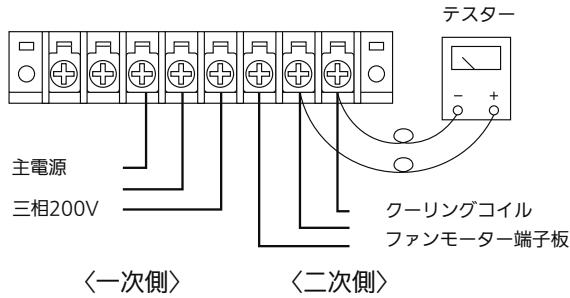 テスター
− +
主電源
三相200V
クーリングコイル
ファンモーター端子板
〈一次側〉 〈二次側〉